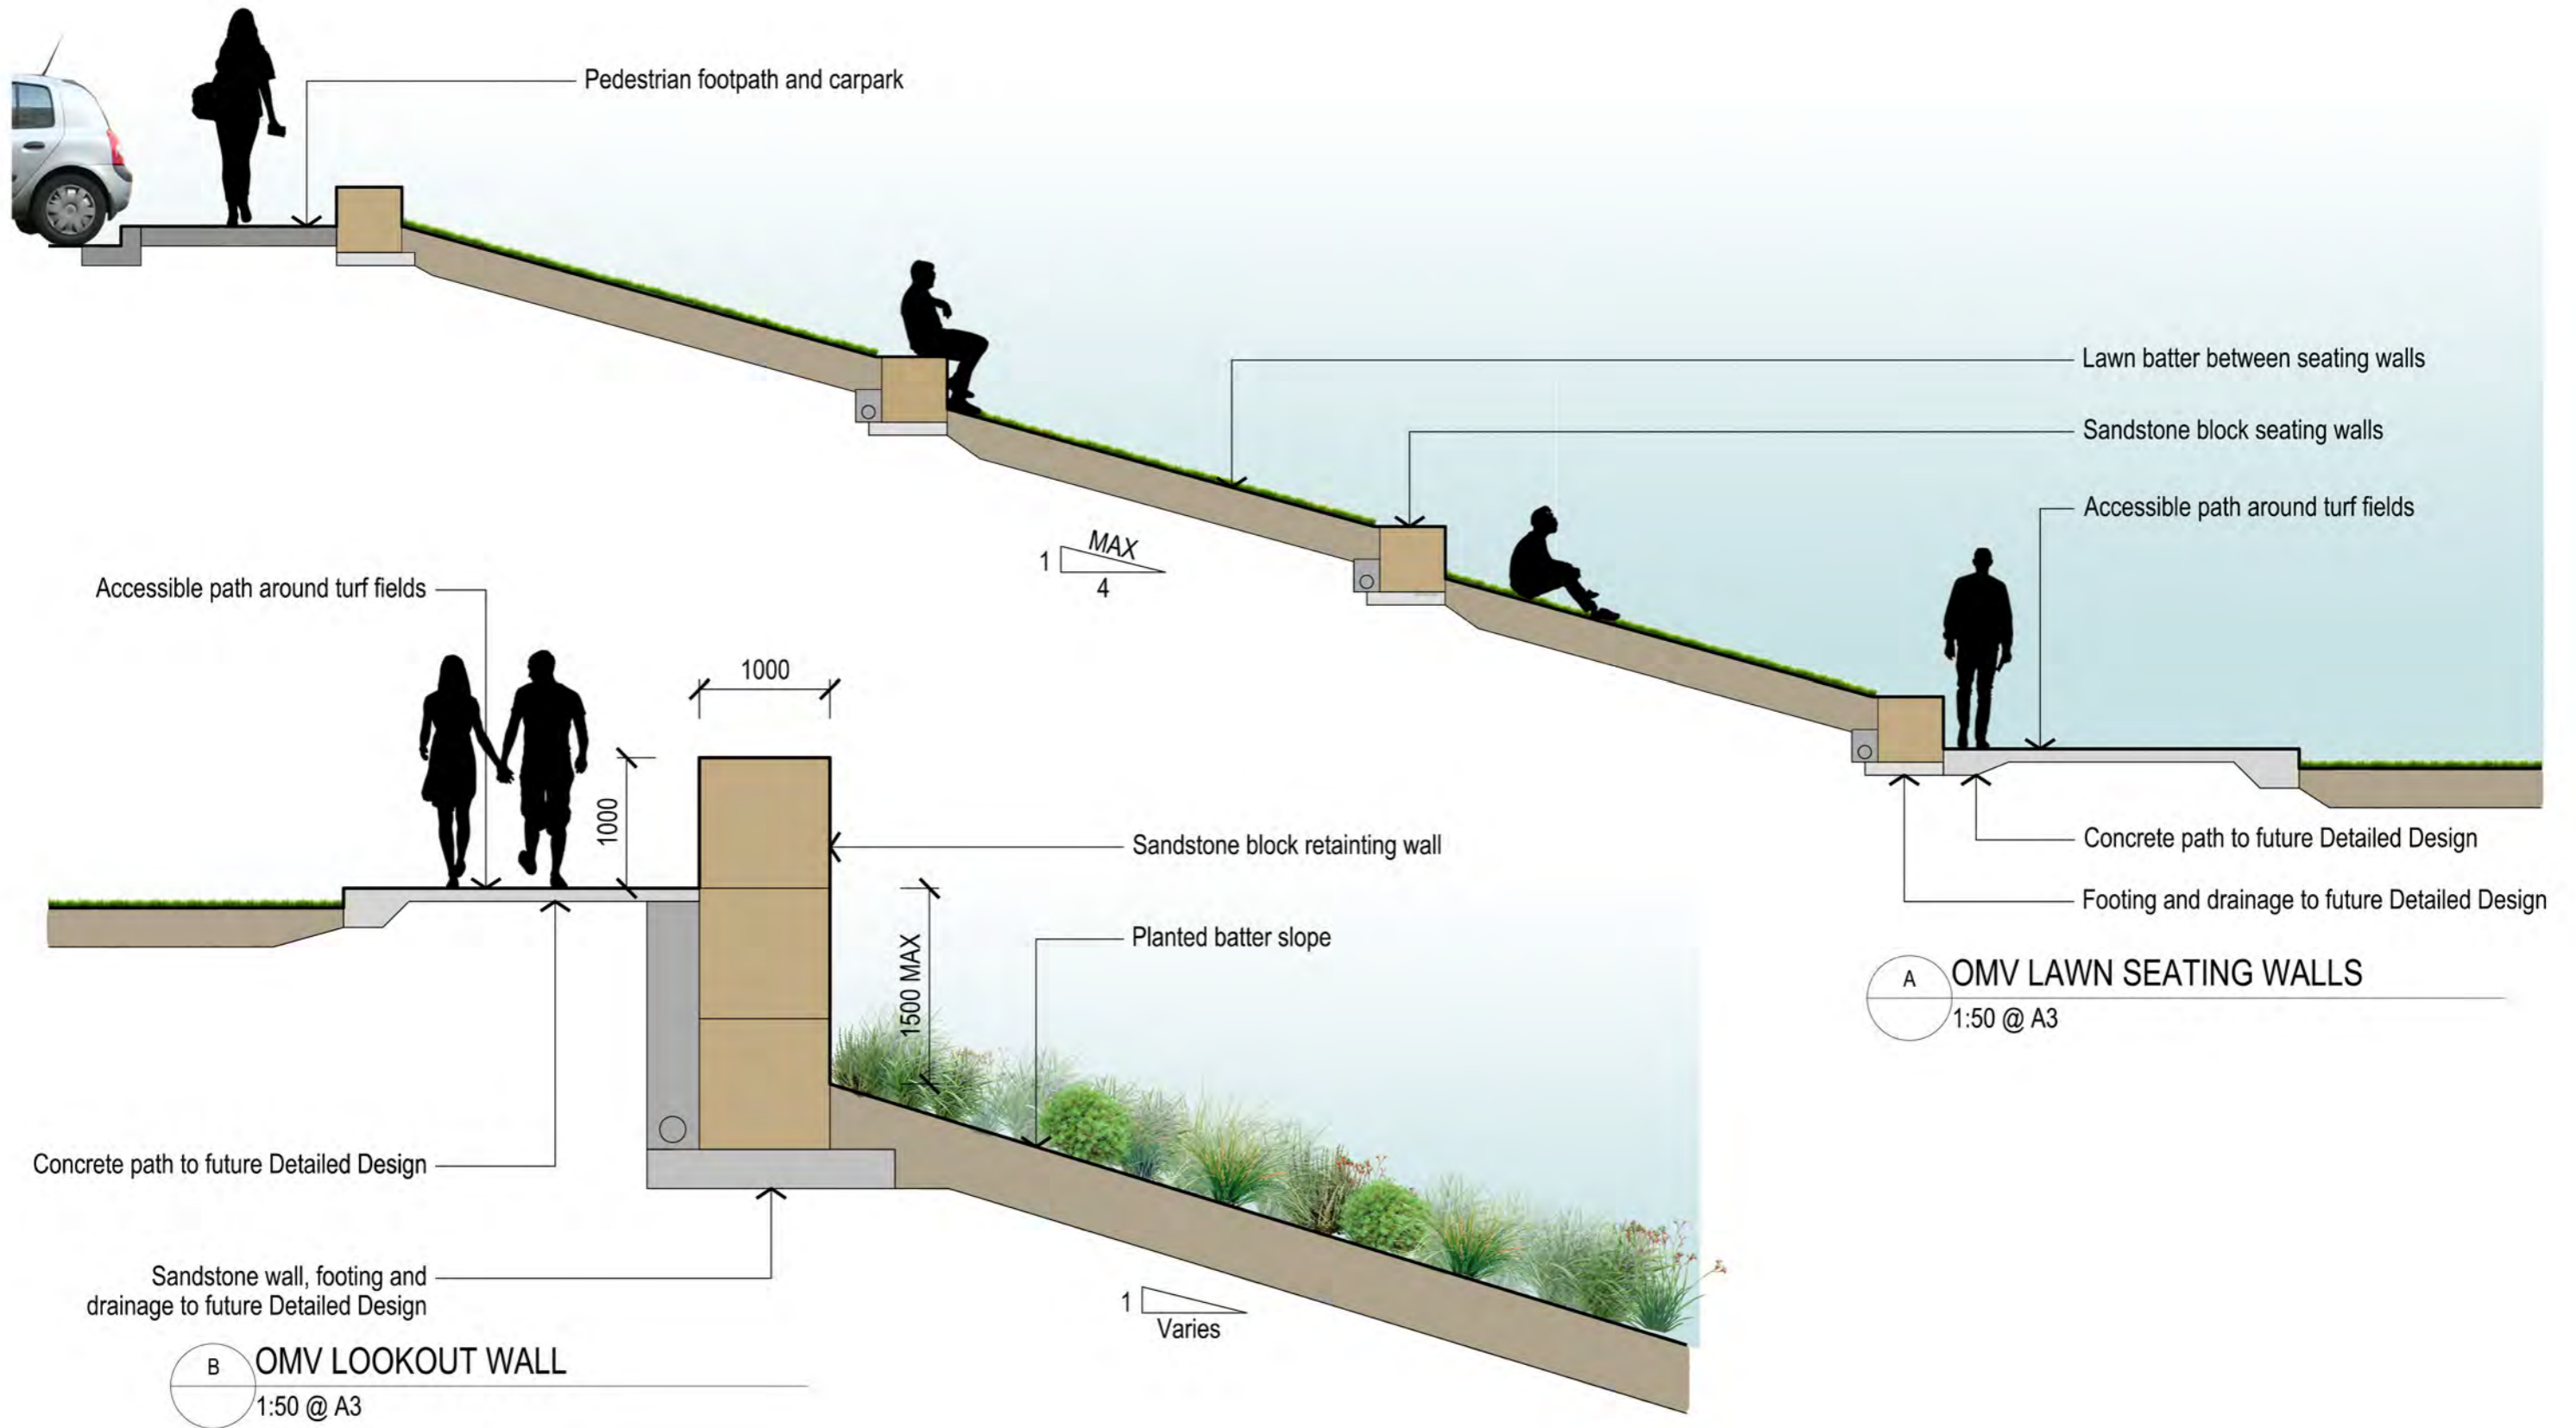 Pedestrian footpath and carpark
Lawn batter between seating walls
Sandstone block seating walls
Accessible path around turf fields
1
MAX
4
Accessible path around turf fields
1000
1000
Sandstone block retainting wall
Concrete path to future Detailed Design
Footing and drainage to future Detailed Design
1500 MAX
Planted batter slope
A
OMV LAWN SEATING WALLS
1:50 @ A3
Concrete path to future Detailed Design
Sandstone wall, footing and
drainage to future Detailed Design
1
Varies
B
OMV LOOKOUT WALL
1:50 @ A3